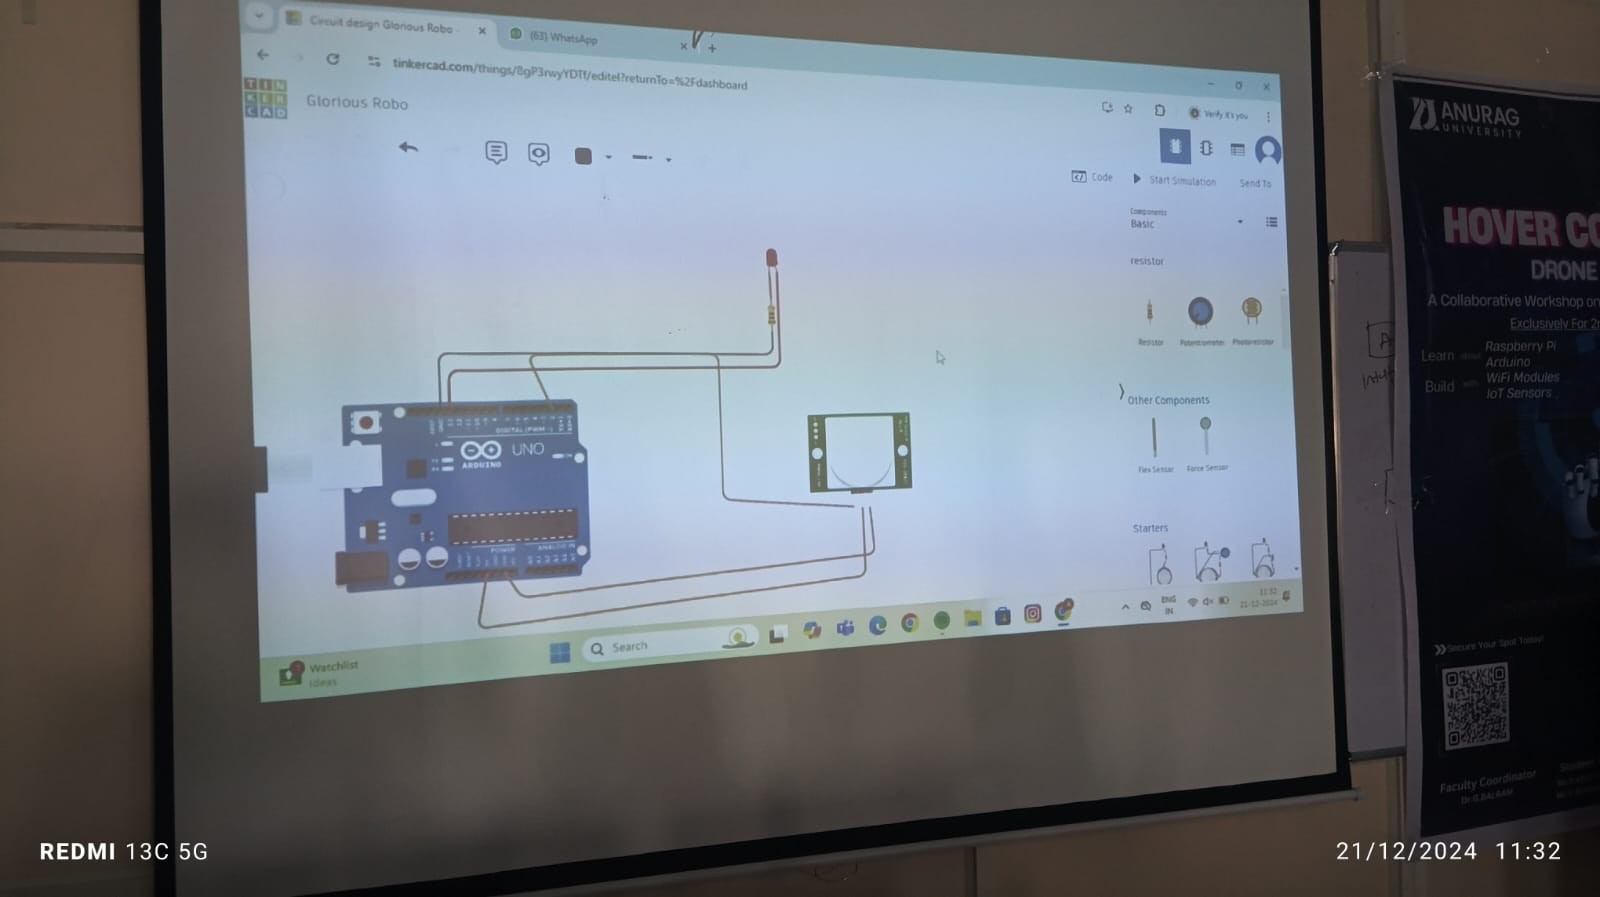 Circuit design Glorious Robo
(63) WhatsApp
tinkercad.com/things/8gP3rwyYDTf/editel?returnTo=%2Fdashboard
Verify it's you
TIN
KER
CAD
Glorious Robo
Code
Start Simulation
Send To
Components
Basic
resistor
Resistor
Potentiometer
Photoresistor
Other Components
Flex Sensor
Force Sensor
Starters
DIGITAL (PWM ~)
UNO
ARDUINO
POWER
ANALOG IN
Watchlist
Ideas
Search
ENG
IN
11:32
21-12-2024
ANURAG
UNIVERSITY
HOVER CO
DRONE
A Collaborative Workshop on
Exclusively For 2
Learn
Raspberry Pi
Arduino
Build
WiFi Modules
IoT Sensors
Secure Your Spot Today!
Faculty Coordinator
Dr.G.BALRAM
REDMI 13C 5G
21/12/2024 11:32